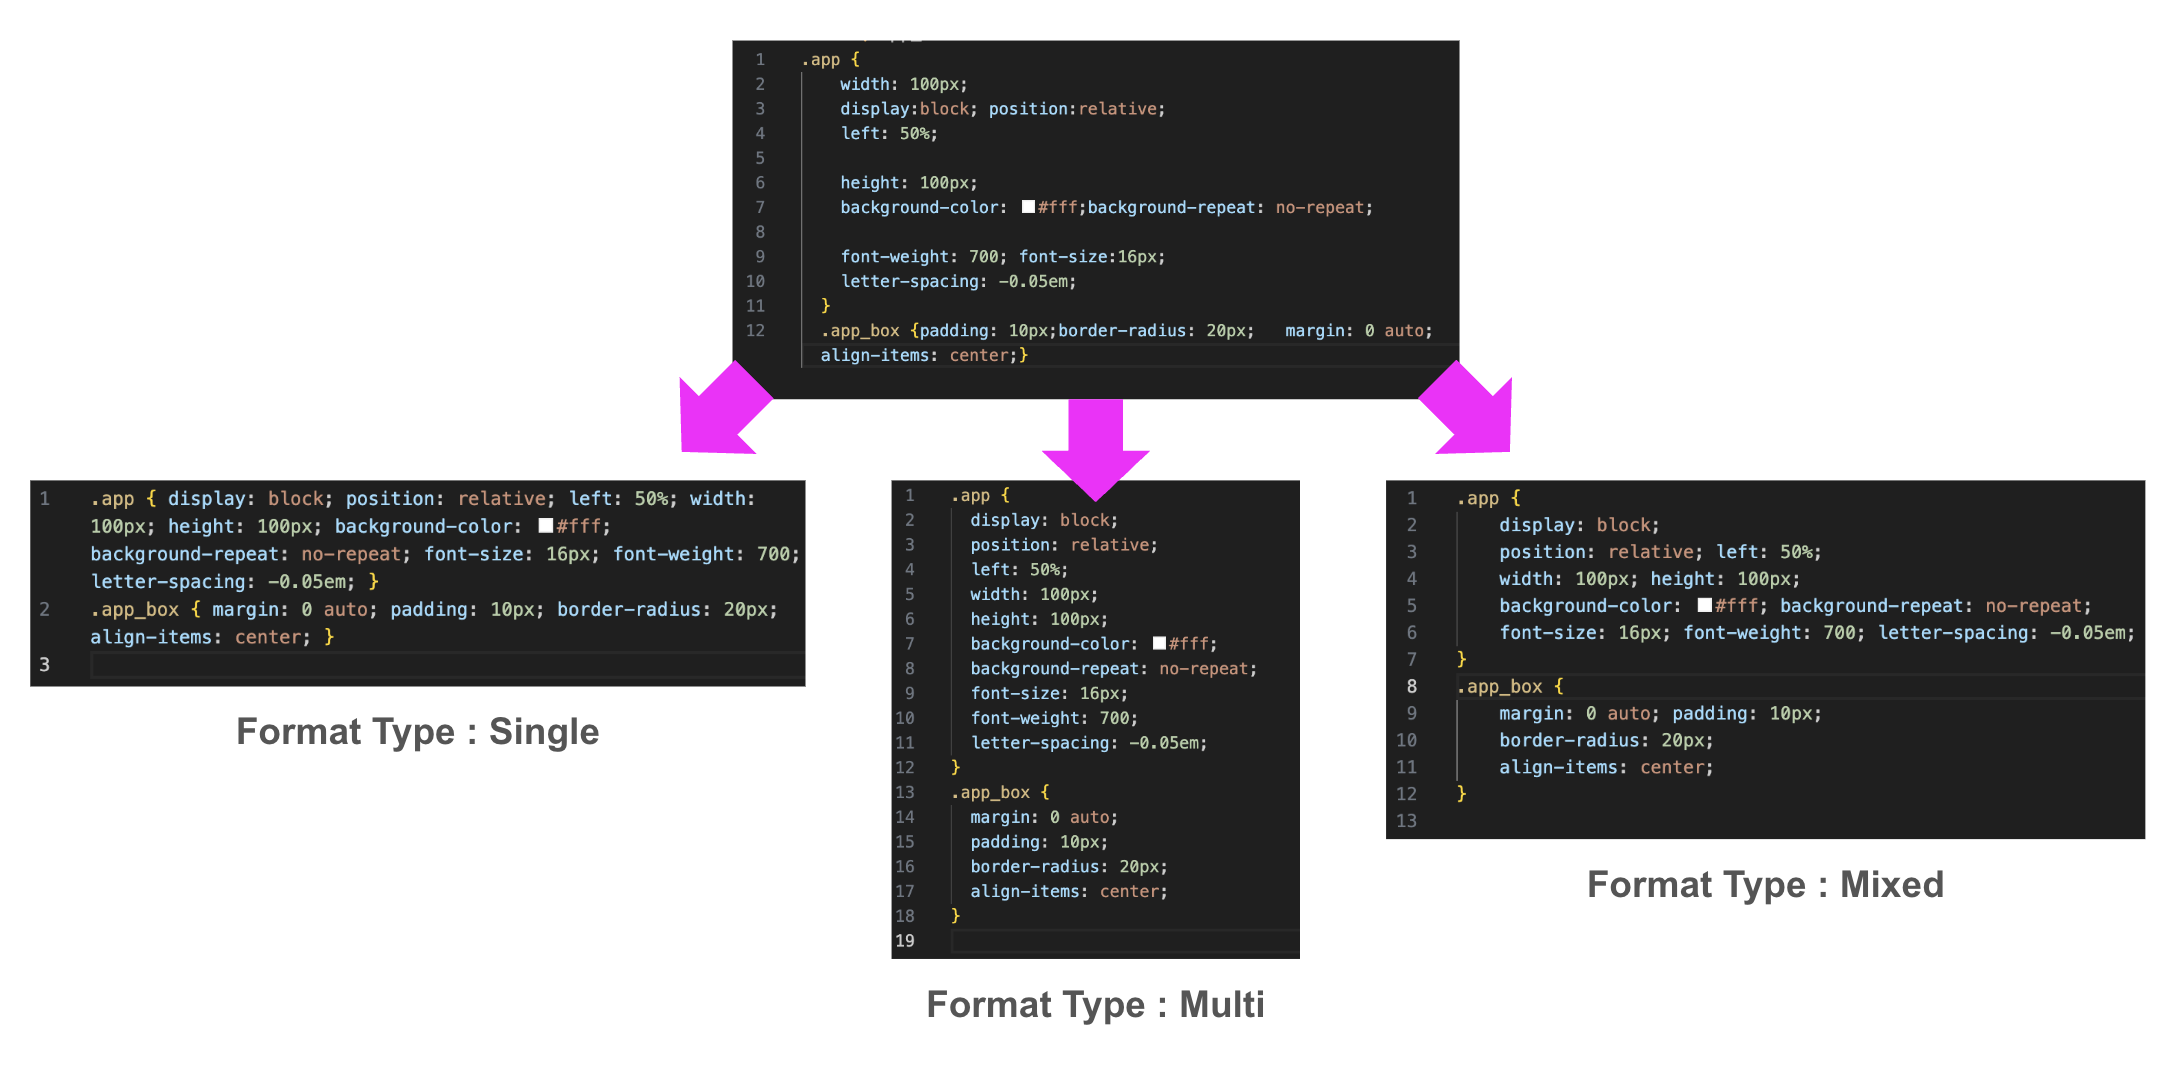 1 .app {
2 width: 100px;
3 display:block; position:relative;
4 left: 50%;
5
6 height: 100px;
7 background-color: #fff;background-repeat: no-repeat;
8
9 font-weight: 700; font-size:16px;
10 letter-spacing: -0.05em;
11 }
12 .app_box {padding: 10px;border-radius: 20px;   margin: 0 auto;
align-items: center;}
1 .app { display: block; position: relative; left: 50%; width:
100px; height: 100px; background-color: #fff;
background-repeat: no-repeat; font-size: 16px; font-weight: 700;
letter-spacing: -0.05em; }
2 .app_box { margin: 0 auto; padding: 10px; border-radius: 20px;
align-items: center; }
3
Format Type : Single
1 .app {
2 display: block;
3 position: relative;
4 left: 50%;
5 width: 100px;
6 height: 100px;
7 background-color: #fff;
8 background-repeat: no-repeat;
9 font-size: 16px;
10 font-weight: 700;
11 letter-spacing: -0.05em;
12 }
13 .app_box {
14 margin: 0 auto;
15 padding: 10px;
16 border-radius: 20px;
17 align-items: center;
18 }
19
Format Type : Multi
1 .app {
2 display: block;
3 position: relative; left: 50%;
4 width: 100px; height: 100px;
5 background-color: #fff; background-repeat: no-repeat;
6 font-size: 16px; font-weight: 700; letter-spacing: -0.05em;
7 }
8 .app_box {
9 margin: 0 auto; padding: 10px;
10 border-radius: 20px;
11 align-items: center;
12 }
13
Format Type : Mixed